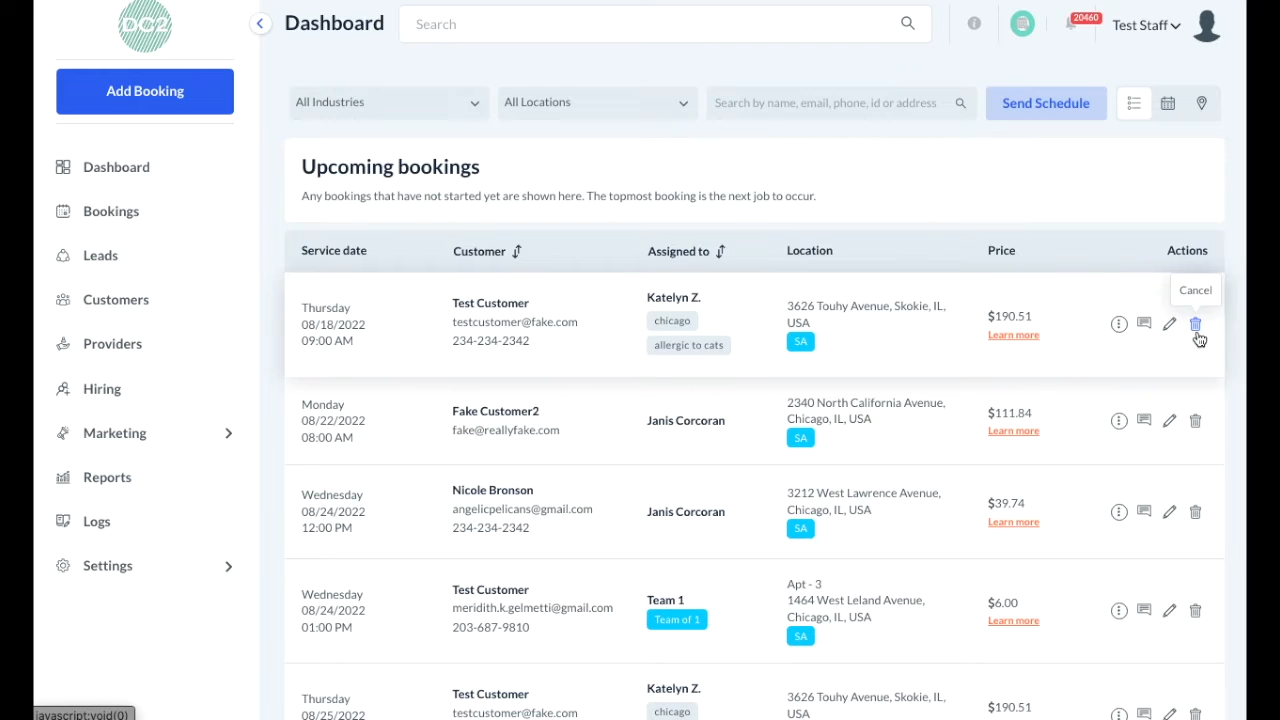 DC2
Dashboard
Search
20460
Test Staff
Add Booking
All Industries
All Locations
Search by name, email, phone, id or address
Send Schedule
Dashboard
Bookings
Leads
Customers
Providers
Hiring
Marketing
Reports
Logs
Settings
Upcoming bookings
Any bookings that have not started yet are shown here. The topmost booking is the next job to occur.
Service date
Customer
Assigned to
Location
Price
Actions
Cancel
Thursday
08/18/2022
09:00 AM
Test Customer
testcustomer@fake.com
234-234-2342
Katelyn Z.
chicago
allergic to cats
3626 Touhy Avenue, Skokie, IL,
USA
SA
$190.51
Learn more
Monday
08/22/2022
08:00 AM
Fake Customer2
fake@reallyfake.com
Janis Corcoran
2340 North California Avenue,
Chicago, IL, USA
SA
$111.84
Learn more
Wednesday
08/24/2022
12:00 PM
Nicole Bronson
angelicpelicans@gmail.com
234-234-2342
Janis Corcoran
3212 West Lawrence Avenue,
Chicago, IL, USA
SA
$39.74
Learn more
Wednesday
08/24/2022
01:00 PM
Test Customer
meridith.k.gelmetti@gmail.com
203-687-9810
Team 1
Team of 1
Apt - 3
1464 West Leland Avenue,
Chicago, IL, USA
SA
$6.00
Learn more
Thursday
08/25/2022
Test Customer
testcustomer@fake.com
Katelyn Z.
chicago
3626 Touhy Avenue, Skokie, IL,
USA
$190.51
javascript:void(0)